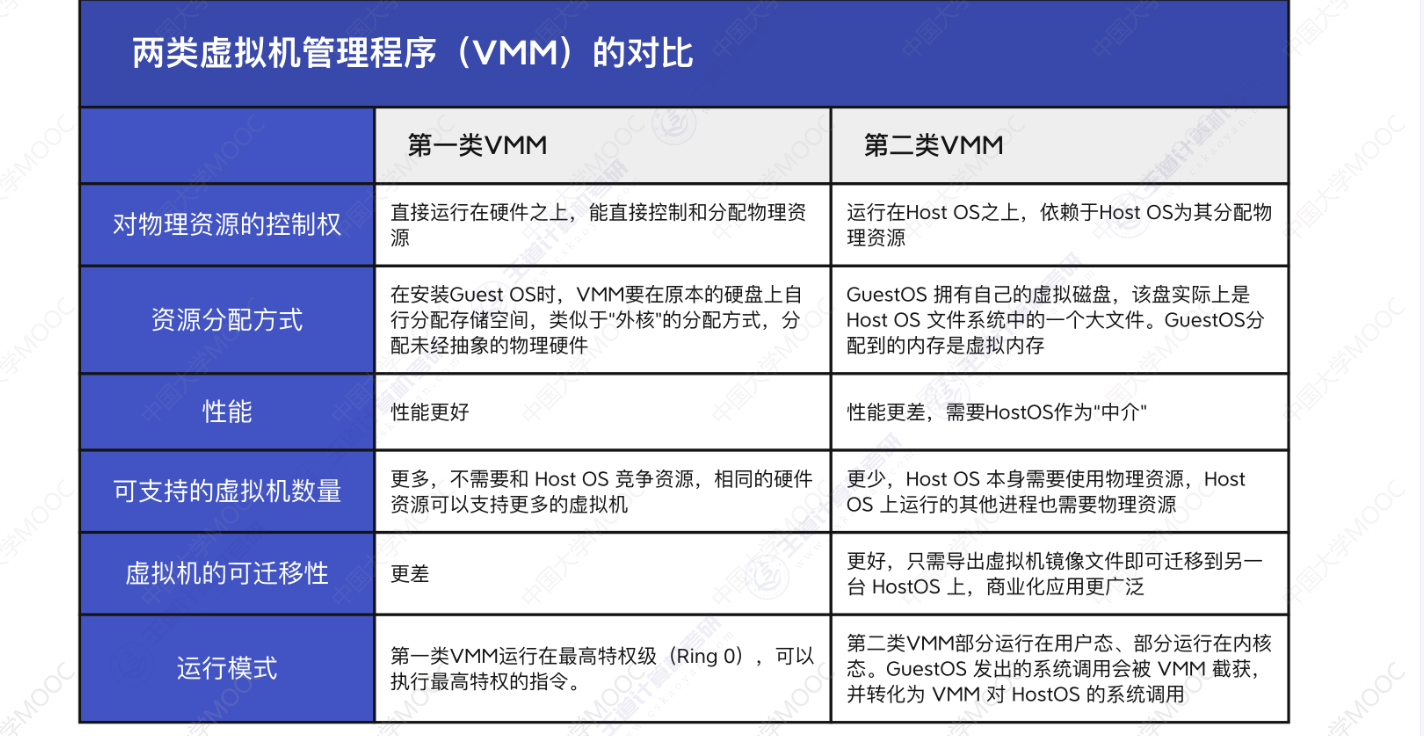 两类虚拟机管理程序（VMM）的对比
第一类VMM
第二类VMM
对物理资源的控制权
直接运行在硬件之上，能直接控制和分配物理资
源
运行在Host OS之上，依赖于Host OS为其分配物
理资源
资源分配方式
在安装Guest OS时，VMM要在原本的硬盘上自
行分配存储空间，类似于"外核"的分配方式，分
配未经抽象的物理硬件
GuestOS 拥有自己的虚拟磁盘，该盘实际上是
Host OS 文件系统中的一个大文件。GuestOS分
配到的内存是虚拟内存
性能
性能更好
性能更差，需要HostOS作为"中介"
可支持的虚拟机数量
更多，不需要和 Host OS 竞争资源，相同的硬件
资源可以支持更多的虚拟机
更少，Host OS 本身需要使用物理资源，Host
OS 上运行的其他进程也需要物理资源
虚拟机的可迁移性
更差
更好，只需导出虚拟机镜像文件即可迁移到另一
台 HostOS 上，商业化应用更广泛
运行模式
第一类VMM运行在最高特权级（Ring 0），可以
执行最高特权的指令。
第二类VMM部分运行在用户态、部分运行在内核
态。GuestOS 发出的系统调用会被 VMM 截获，
并转化为 VMM 对 HostOS 的系统调用
中国大学MOOC
王道计算机考研